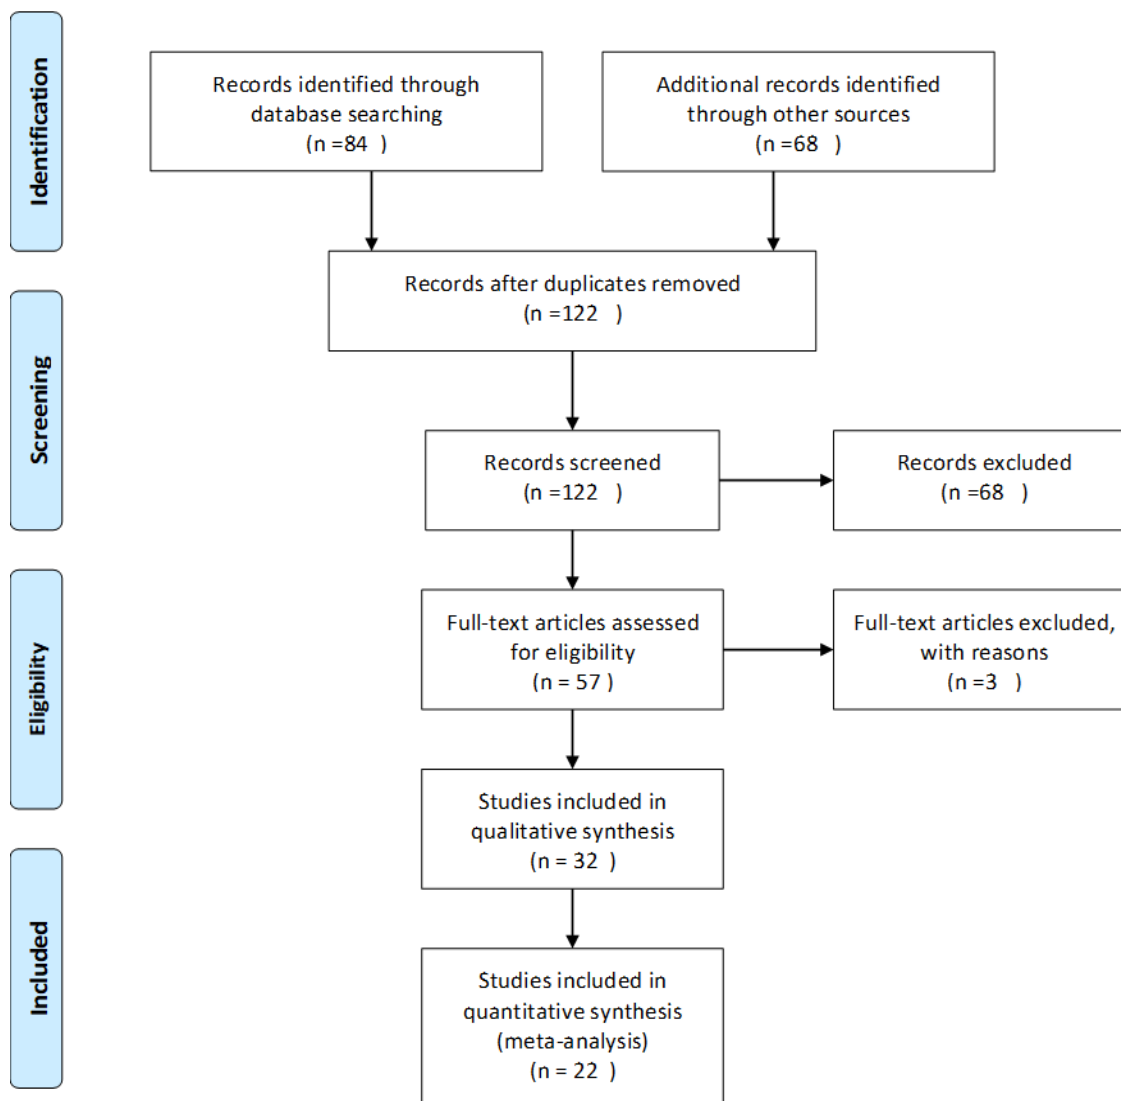 Identification
Records identified through
database searching
(n =84   )
Additional records identified
through other sources
(n =68   )
Records after duplicates removed
(n =122   )
Screening
Records screened
(n =122   )
Records excluded
(n =68   )
Eligibility
Full-text articles assessed
for eligibility
(n = 57 )
Full-text articles excluded,
with reasons
(n =3   )
Studies included in
qualitative synthesis
(n = 32  )
Included
Studies included in
quantitative synthesis
(meta-analysis)
(n = 22  )